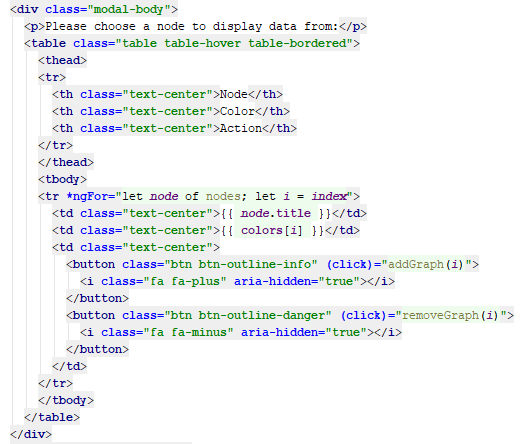 <div class="modal-body">
<p>Please choose a node to display data from:</p>
<table class="table table-hover table-bordered">
<thead>
<tr>
<th class="text-center">Node</th>
<th class="text-center">Color</th>
<th class="text-center">Action</th>
</tr>
</thead>
<tbody>
<tr *ngFor="let node of nodes; let i = index">
<td class="text-center">{{ node.title }}</td>
<td class="text-center">{{ colors[i] }}</td>
<td class="text-center">
<button class="btn btn-outline-info" (click)="addGraph(i)">
<i class="fa fa-plus" aria-hidden="true"></i>
</button>
<button class="btn btn-outline-danger" (click)="removeGraph(i)">
<i class="fa fa-minus" aria-hidden="true"></i>
</button>
</td>
</tr>
</tbody>
</table>
</div>